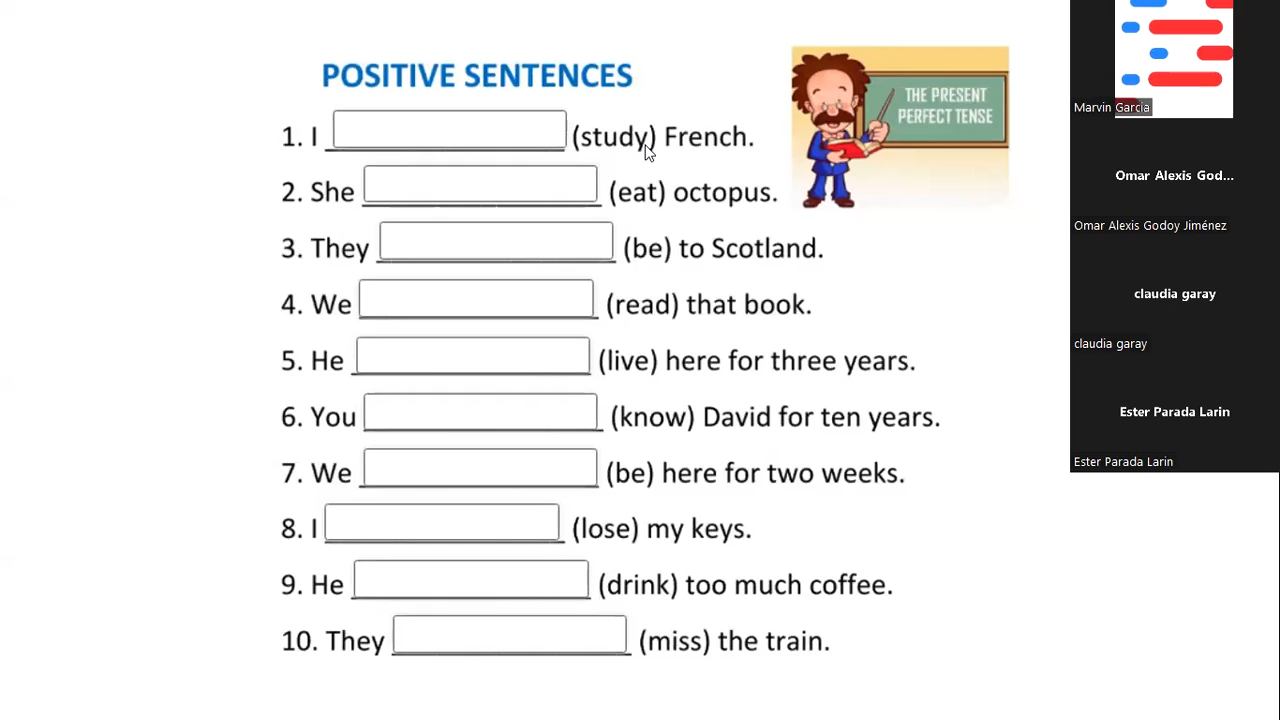 POSITIVE SENTENCES
THE PRESENT
PERFECT TENSE
1. I (study) French.
2. She (eat) octopus.
3. They (be) to Scotland.
4. We (read) that book.
5. He (live) here for three years.
6. You (know) David for ten years.
7. We (be) here for two weeks.
8. I (lose) my keys.
9. He (drink) too much coffee.
10. They (miss) the train.
Marvin Garcia
Omar Alexis God...
Omar Alexis Godoy Jiménez
claudia garay
claudia garay
Ester Parada Larin
Ester Parada Larin